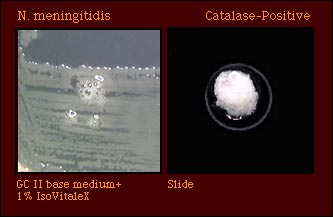 N. meningitidis
Catalase-Positive
GC II base medium+
1% IsoVitaleX
Slide